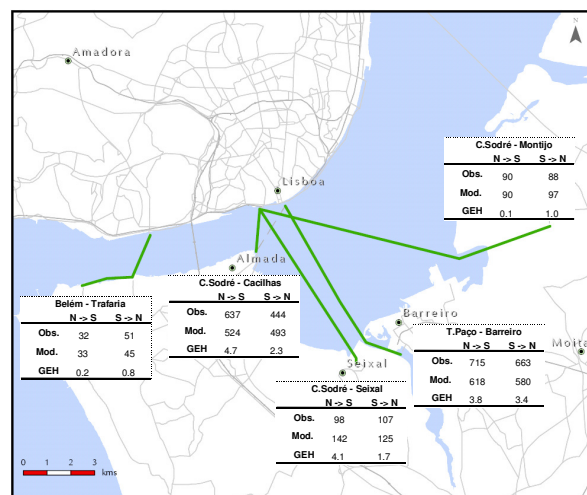 N
Amadora
Lisboa
Almada
Barreiro
Seixal
Moita
C.Sodré - Montijo
N -> S S -> N
Obs. 90 88
Mod. 90 97
GEH 0.1 1.0
C.Sodré - Cacilhas
N -> S S -> N
Obs. 637 444
Mod. 524 493
GEH 4.7 2.3
Belém - Trafaria
N -> S S -> N
Obs. 32 51
Mod. 33 45
GEH 0.2 0.8
T.Paço - Barreiro
N -> S S -> N
Obs. 715 663
Mod. 618 580
GEH 3.8 3.4
C.Sodré - Seixal
N -> S S -> N
Obs. 98 107
Mod. 142 125
GEH 4.1 1.7
0 1 2 3
kms